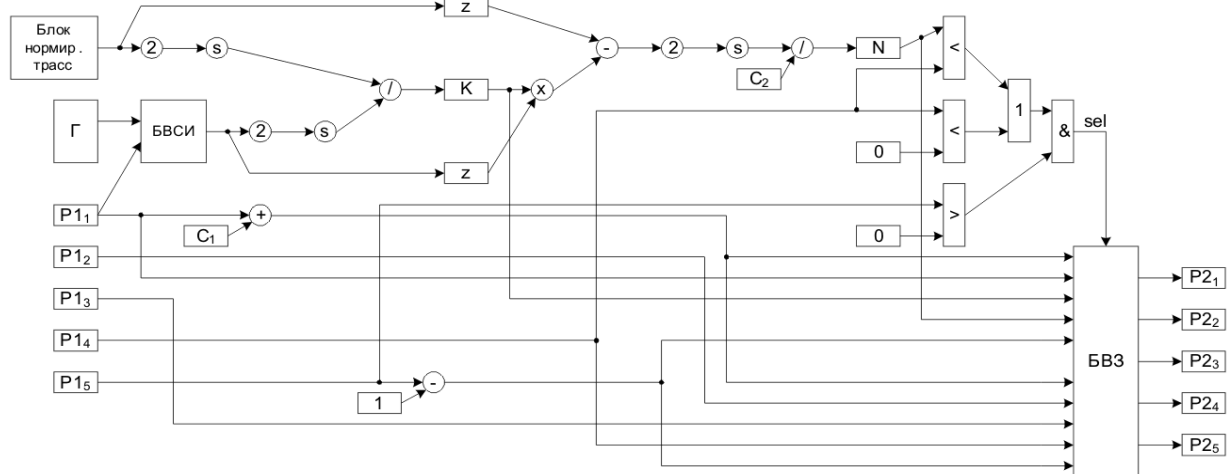 z
Блок
нормир.
трасс
2
s
-
2
s
/
N
<
C₂
/
K
x
1
Г
БВСИ
2
s
<
&
sel
0
z
P1₁
+
>
C₁
0
P1₂
P2₁
P1₃
P2₂
P1₄
БВЗ
P2₃
P1₅
-
1
P2₄
P2₅